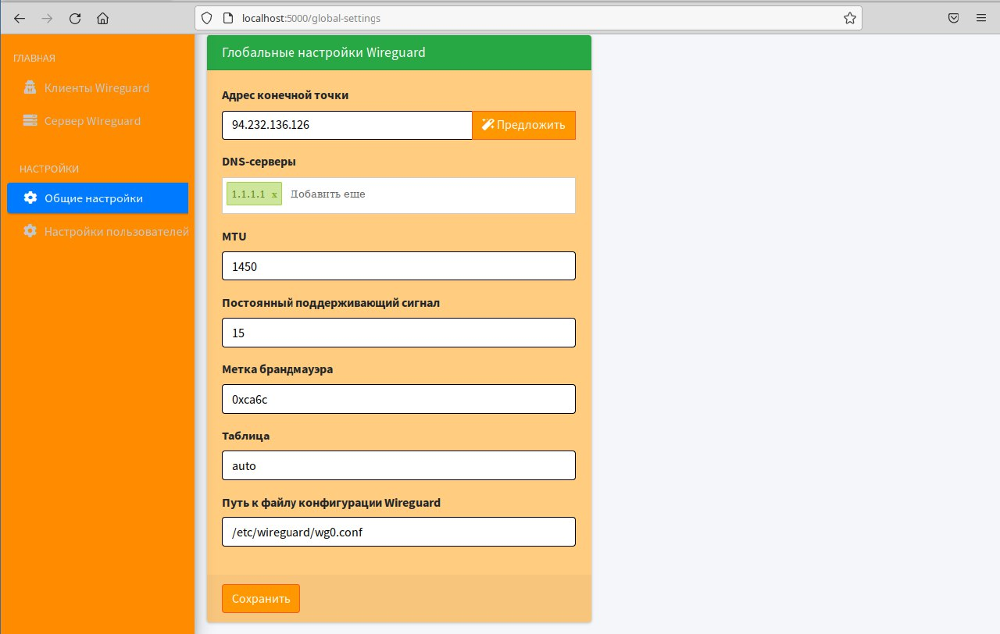 localhost:5000/global-settings
ГЛАВНАЯ
Клиенты Wireguard
Сервер Wireguard
НАСТРОЙКИ
Общие настройки
Настройки пользователей
Глобальные настройки Wireguard
Адрес конечной точки
94.232.136.126 Предложить
DNS-серверы
1.1.1.1 x Добавить еще
MTU
1450
Постоянный поддерживающий сигнал
15
Метка брандмауэра
0xca6c
Таблица
auto
Путь к файлу конфигурации Wireguard
/etc/wireguard/wg0.conf
Сохранить